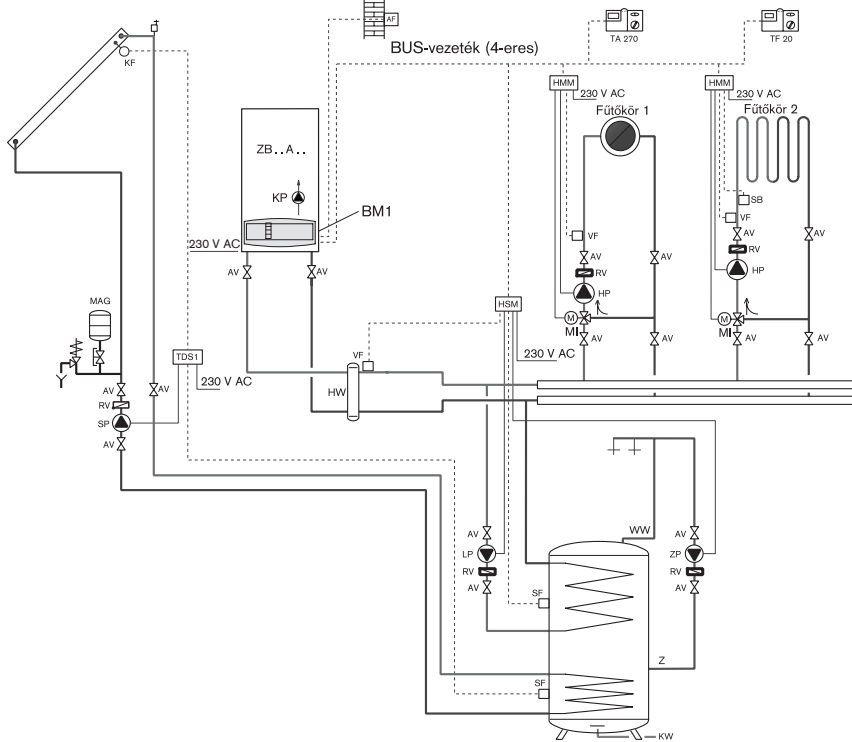 AF
BUS-vezeték (4-eres)
TA 270
TF 20
KF
HMM
230 V AC
Fűtőkör 1
HMM
230 V AC
Fűtőkör 2
ZB..A..
KP
BM1
230 V AC
AV
AV
SB
VF
VF
AV
AV
AV
AV
RV
RV
HP
HP
M
MI
M
MI
AV
AV
AV
AV
MAG
HSM
230 V AC
TDS1
230 V AC
VF
HW
AV
AV
RV
SP
AV
WW
AV
LP
RV
AV
AV
ZP
RV
AV
SF
Z
SF
KW